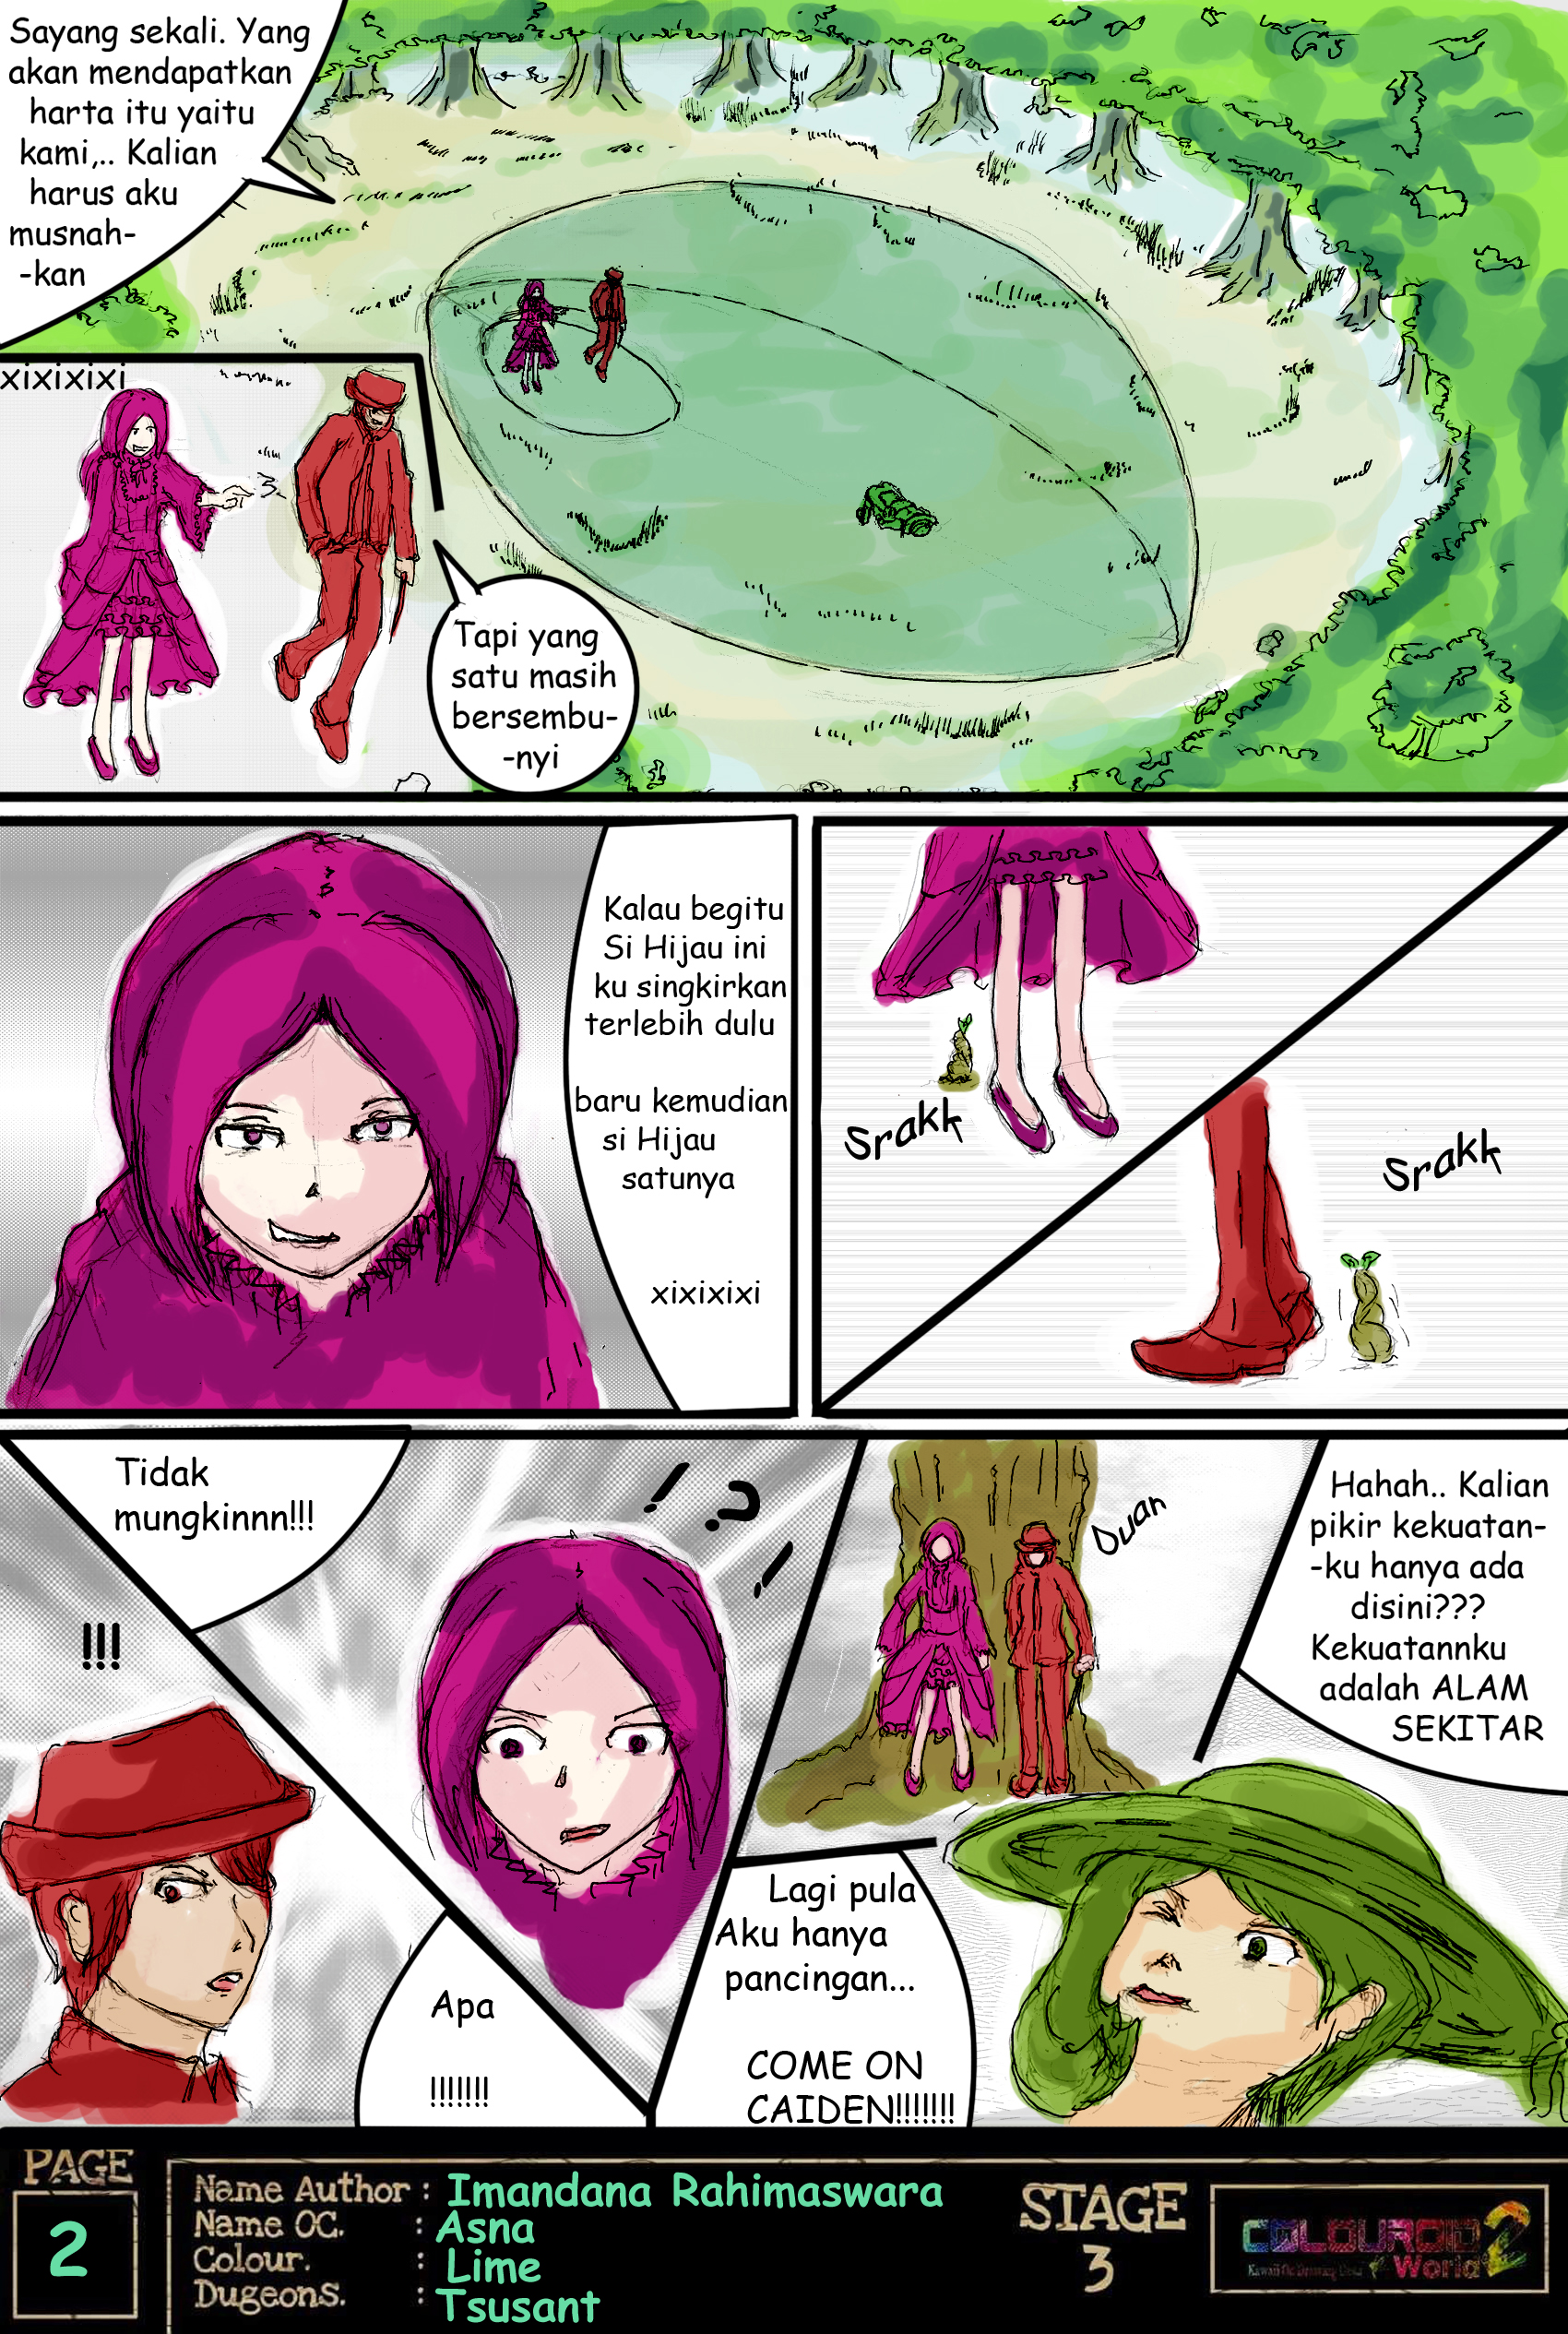 Sayang sekali. Yang
akan mendapatkan
harta itu yaitu
kami,.. Kalian
harus aku
musnah-
-kan
xixixixi
Tapi yang
satu masih
bersembu-
-nyi
Kalau begitu
Si Hijau ini
ku singkirkan
terlebih dulu
baru kemudian
si Hijau
satunya
xixixixi
Srakk
Srakk
Tidak
mungkinnn!!!
!!!
! ? !
Apa
!!!!!!!
Duar
Hahah.. Kalian
pikir kekuatan-
-ku hanya ada
disini???
Kekuatannku
adalah ALAM
SEKITAR
Lagi pula
Aku hanya
pancingan...
COME ON
CAIDEN!!!!!!!
PAGE
2
Name Author : Imandana Rahimaswara
Name OC. : Asna
Colour. : Lime
Dugeons. : Tsusant
STAGE
3
COLOUROID 2
World